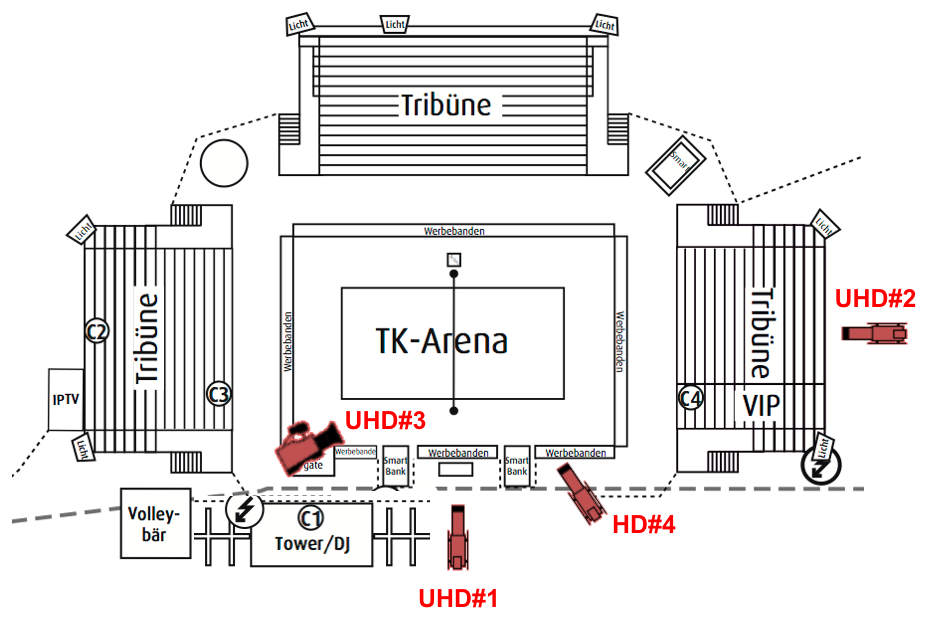 Licht
Licht
Licht
Tribüne
Smart
Licht
Licht
Werbebanden
UHD#2
C2
Tribüne
Werbebanden
TK-Arena
Werbebanden
Tribüne
IPTV
C3
C4
VIP
UHD#3
Licht
Licht
Werbebande
Smart
Bank
Werbebanden
Smart
Bank
Werbebanden
gate
Volley-
bär
C1
Tower/DJ
HD#4
UHD#1